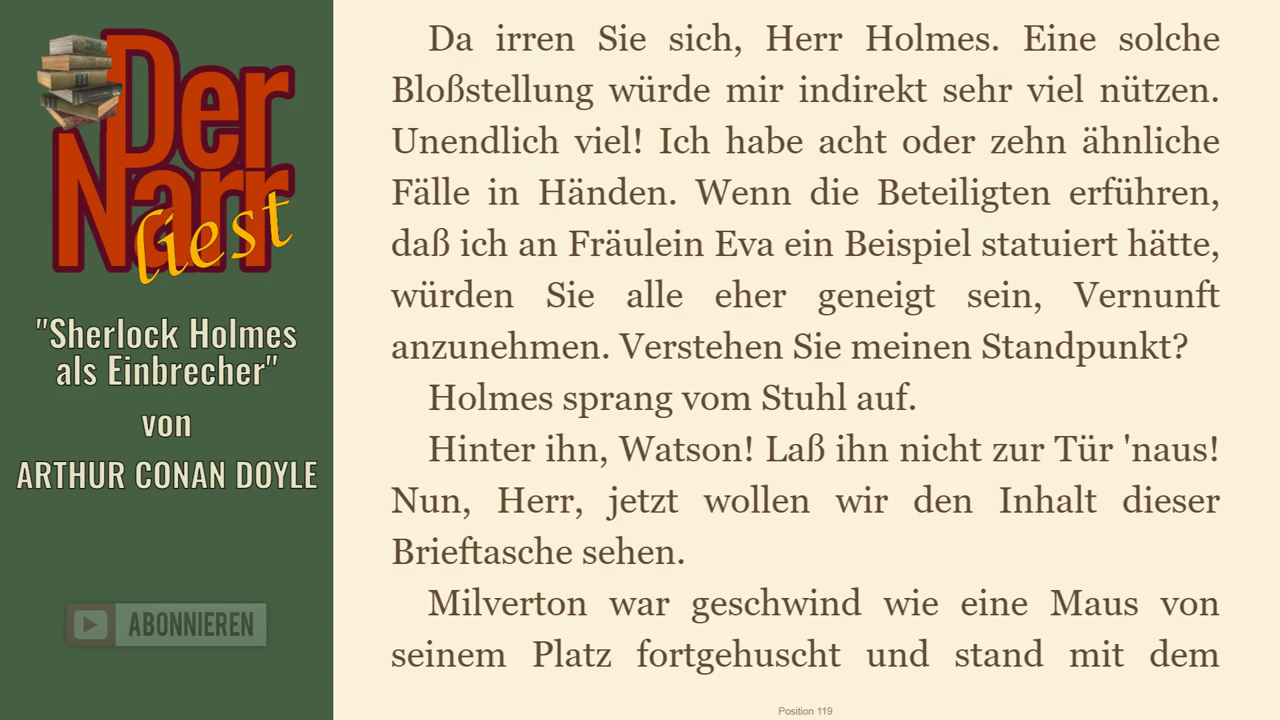 Der
Narr
liest
"Sherlock Holmes
als Einbrecher"
von
ARTHUR CONAN DOYLE
ABONNIEREN
Da irren Sie sich, Herr Holmes. Eine solche
Bloßstellung würde mir indirekt sehr viel nützen.
Unendlich viel! Ich habe acht oder zehn ähnliche
Fälle in Händen. Wenn die Beteiligten erführen,
daß ich an Fräulein Eva ein Beispiel statuiert hätte,
würden Sie alle eher geneigt sein, Vernunft
anzunehmen. Verstehen Sie meinen Standpunkt?
Holmes sprang vom Stuhl auf.
Hinter ihn, Watson! Laß ihn nicht zur Tür 'naus!
Nun, Herr, jetzt wollen wir den Inhalt dieser
Brieftasche sehen.
Milverton war geschwind wie eine Maus von
seinem Platz fortgehuscht und stand mit dem
Position 119